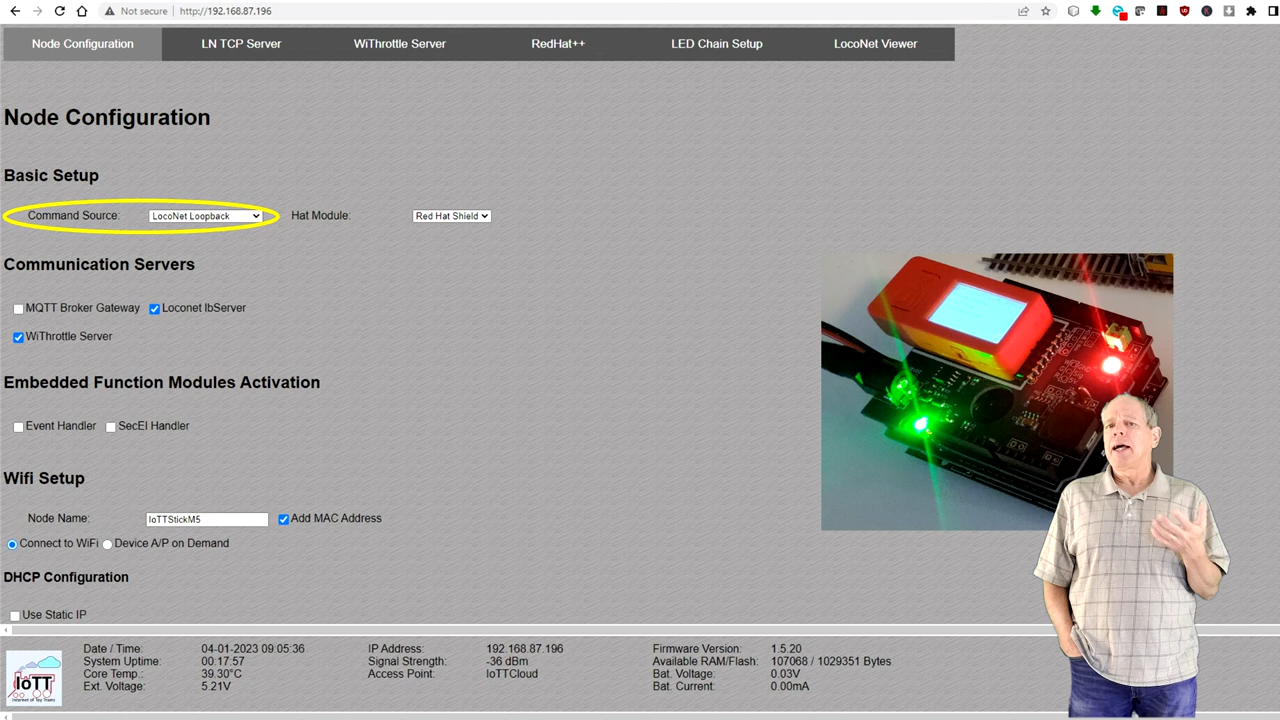 Not secure http://192.168.87.196
Node Configuration LN TCP Server WiThrottle Server RedHat++ LED Chain Setup LocoNet Viewer
Node Configuration
Basic Setup
Command Source: LocoNet Loopback Hat Module: Red Hat Shield
Communication Servers
MQTT Broker Gateway Loconet lbServer
WiThrottle Server
Embedded Function Modules Activation
Event Handler SecEl Handler
Wifi Setup
Node Name: IoTTStickM5 Add MAC Address
Connect to WiFi Device A/P on Demand
DHCP Configuration
Use Static IP
Date / Time: 04-01-2023 09:05:36 IP Address: 192.168.87.196 Firmware Version: 1.5.20
System Uptime: 00:17:57 Signal Strength: -36 dBm Available RAM/Flash: 107068 / 1029351 Bytes
Core Temp.: 39.30°C Access Point: IoTTCloud Bat. Voltage: 0.03V
Ext. Voltage: 5.21V Bat. Current: 0.00mA
IoTT
Internet of Toy Trains